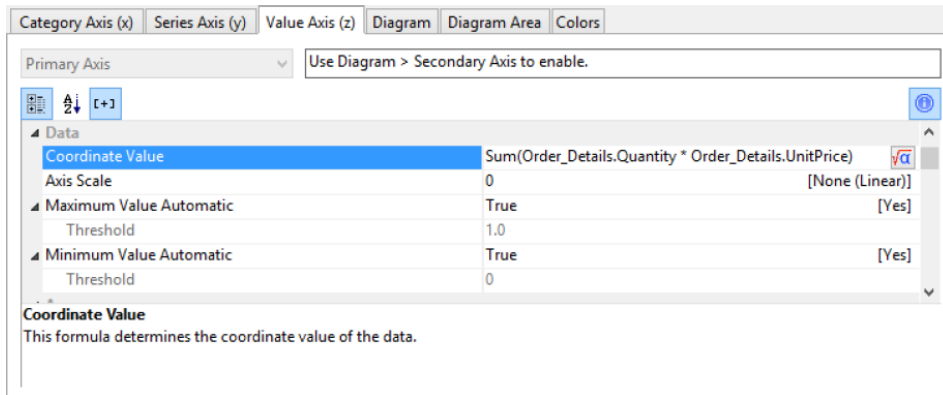 Category Axis (x) Series Axis (y) Value Axis (z) Diagram Diagram Area Colors
Primary Axis Use Diagram > Secondary Axis to enable.
Data
Coordinate Value Sum(Order_Details.Quantity * Order_Details.UnitPrice) √α
Axis Scale 0 [None (Linear)]
Maximum Value Automatic True [Yes]
Threshold 1.0
Minimum Value Automatic True [Yes]
Threshold 0
Coordinate Value
This formula determines the coordinate value of the data.